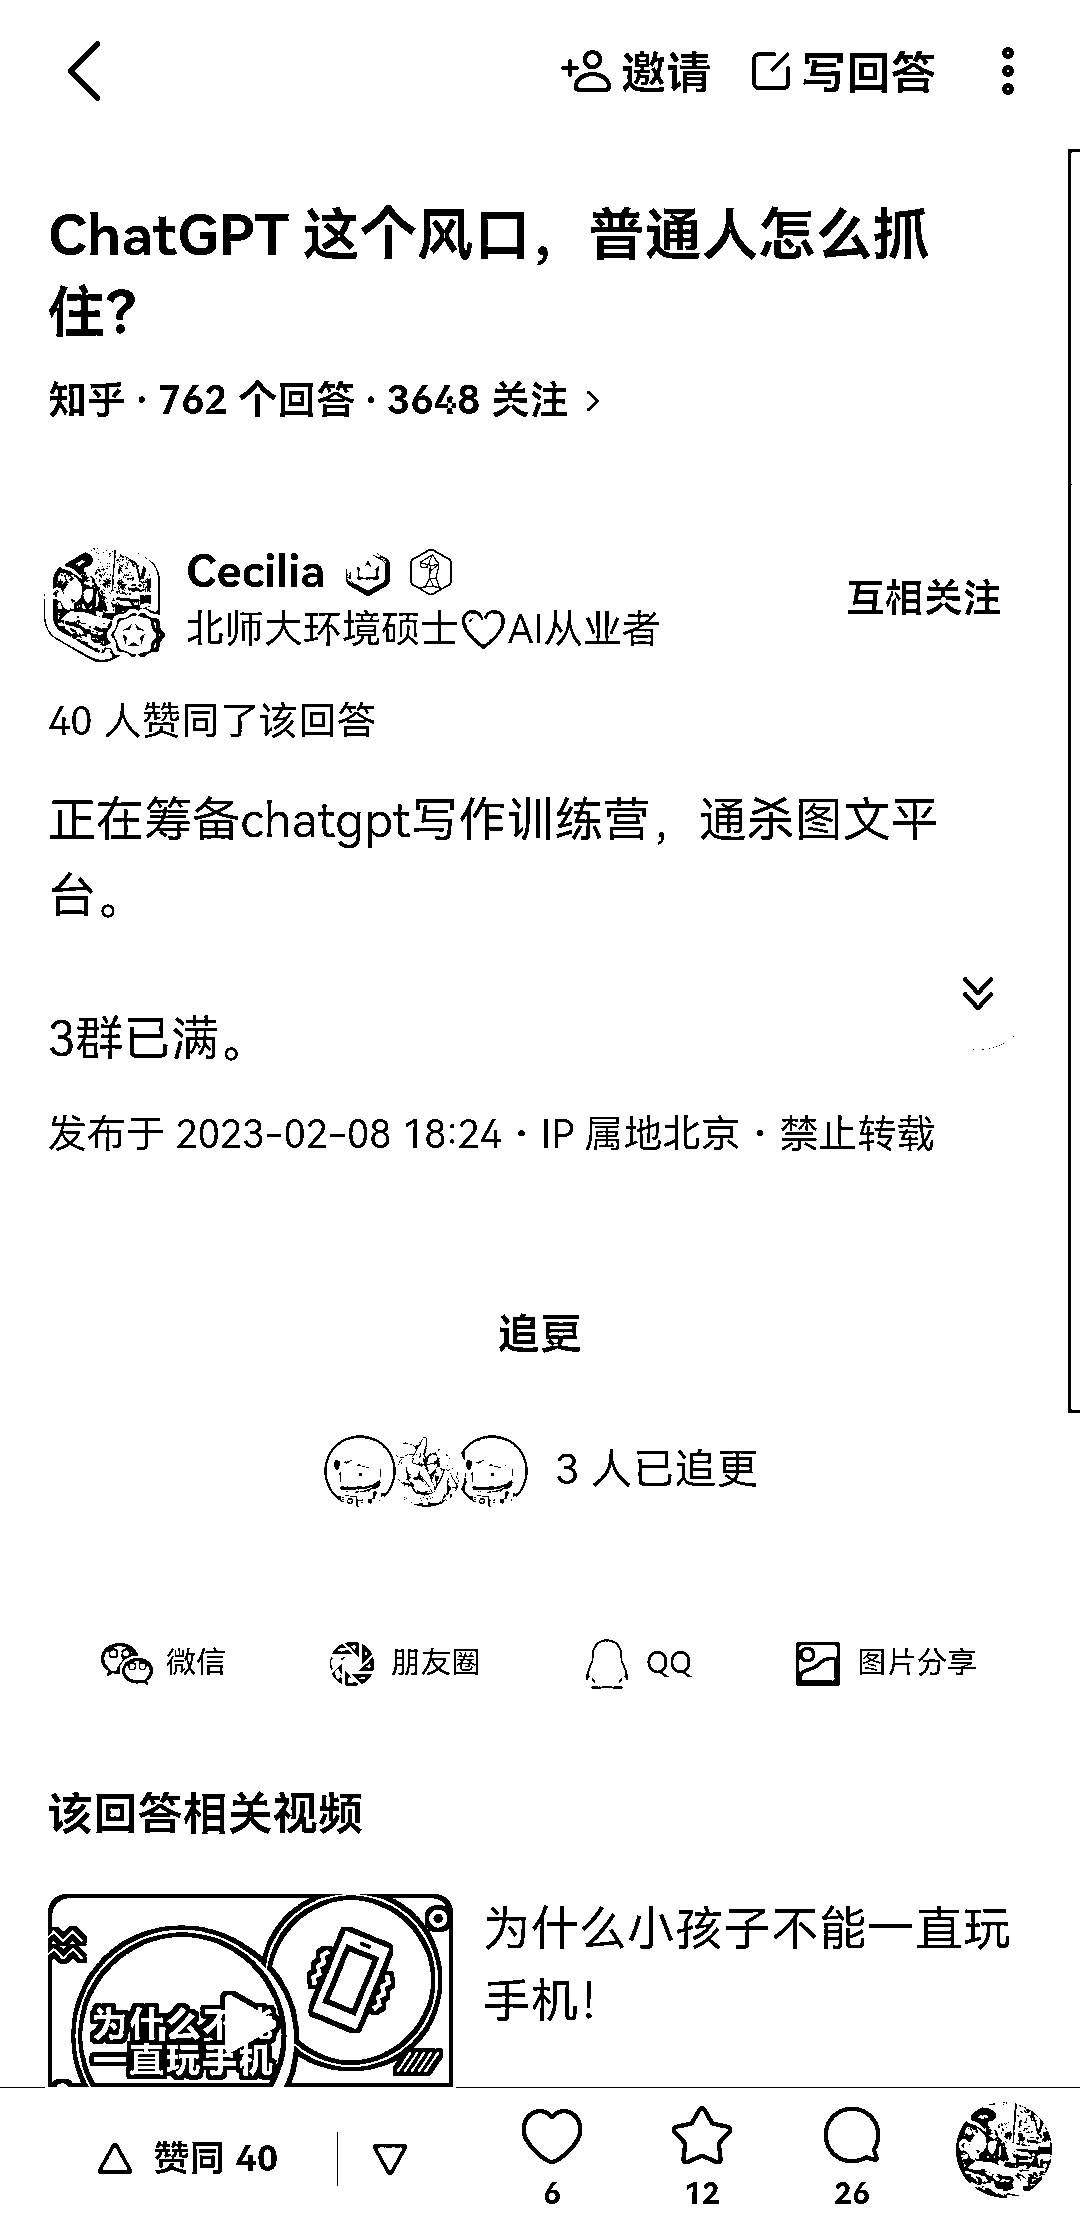 邀请 写回答
ChatGPT 这个风口，普通人怎么抓
住？
知乎 · 762 个回答 · 3648 关注 >
Cecilia
北师大环境硕士♡AI从业者
互相关注
40 人赞同了该回答
正在筹备chatgpt写作训练营，通杀图文平
台。
3群已满。
发布于 2023-02-08 18:24 · IP 属地北京 · 禁止转载
追更
3 人已追更
微信 朋友圈 QQ 图片分享
该回答相关视频
为什么小孩子不能一直玩
手机！
为什么不
一直玩手机
赞同 40
6 12 26